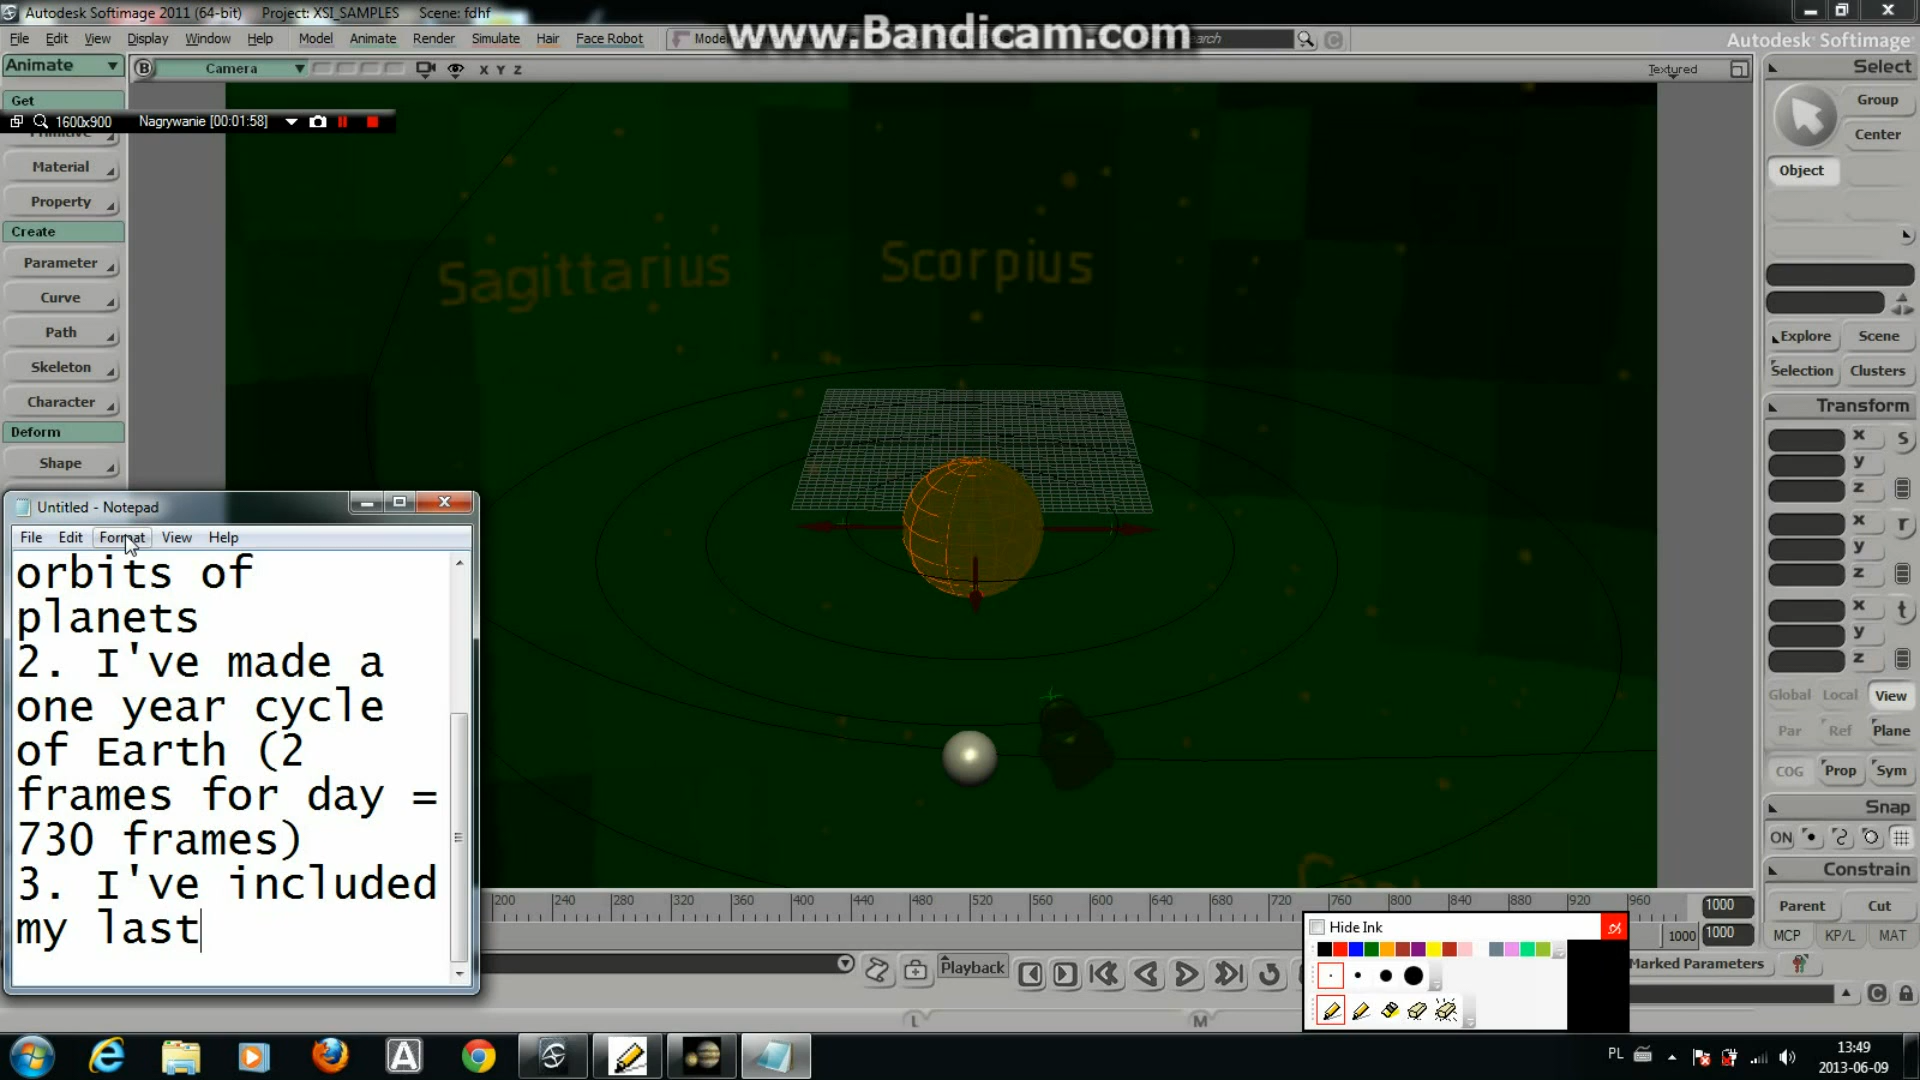 Autodesk Softimage 2011 (64-bit) Project: XSI_SAMPLES Scene: fdhf
www.Bandicam.com
File Edit View Display Window Help Model Animate Render Simulate Hair Face Robot
Autodesk Softimage
Animate
B Camera X Y Z Textured
Select
Get
Group
1600x900 Nagrywanie [00:01:58]
Center
Material
Object
Property
Create
Parameter
Curve
Path
Skeleton
Character
Deform
Shape
Sagittarius
Scorpius
Explore Scene
Selection Clusters
Transform
x S
y
z
x r
y
z
x t
y
z
Global Local View
Par Ref Plane
COG Prop Sym
Snap
ON
Constrain
Parent Cut
MCP KP/L MAT
Untitled - Notepad
File Edit Format View Help
orbits of
planets
2. I've made a
one year cycle
of Earth (2
frames for day =
730 frames)
3. I've included
my last
200 240 280 320 360 400 440 480 520 560 600 640 680 720 760 800 840 880 920 960
1000
1000 1000
Hide Ink
Playback
Marked Parameters
L M
PL
13:49
2013-06-09